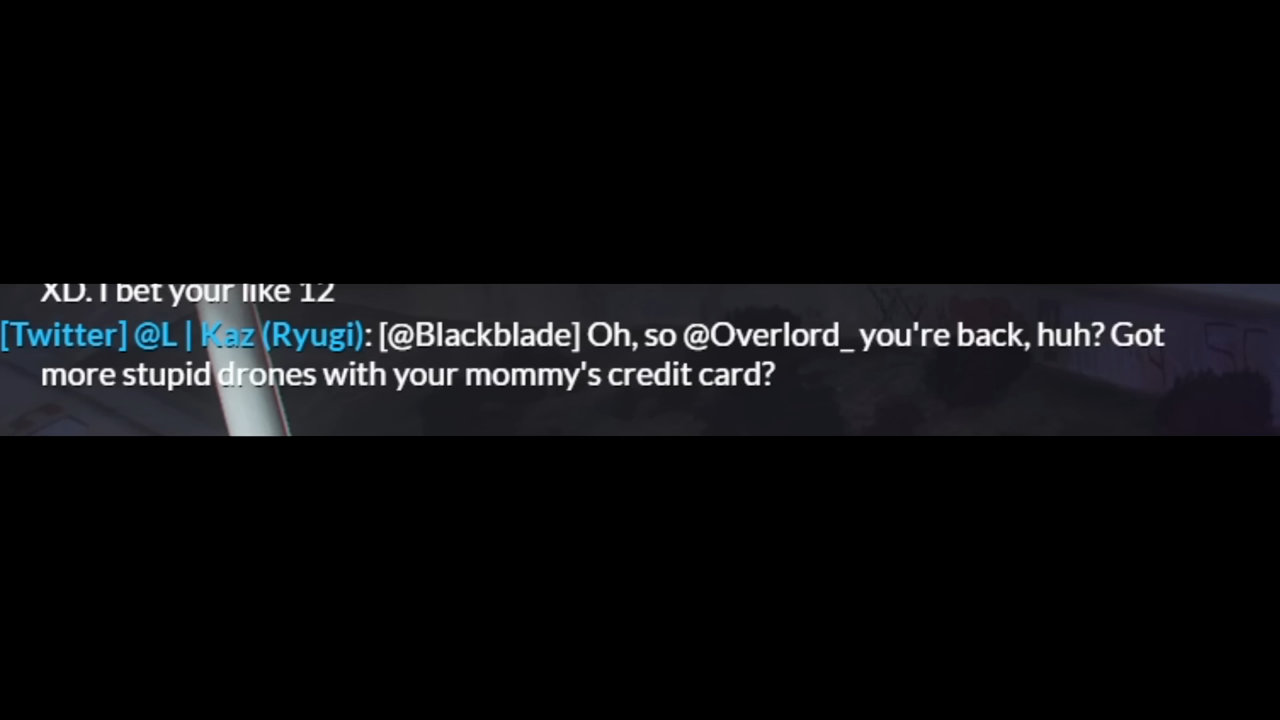 XD. I bet your like 12
[Twitter] @L | Kaz (Ryugi): [@Blackblade] Oh, so @Overlord_ you're back, huh? Got
more stupid drones with your mommy's credit card?